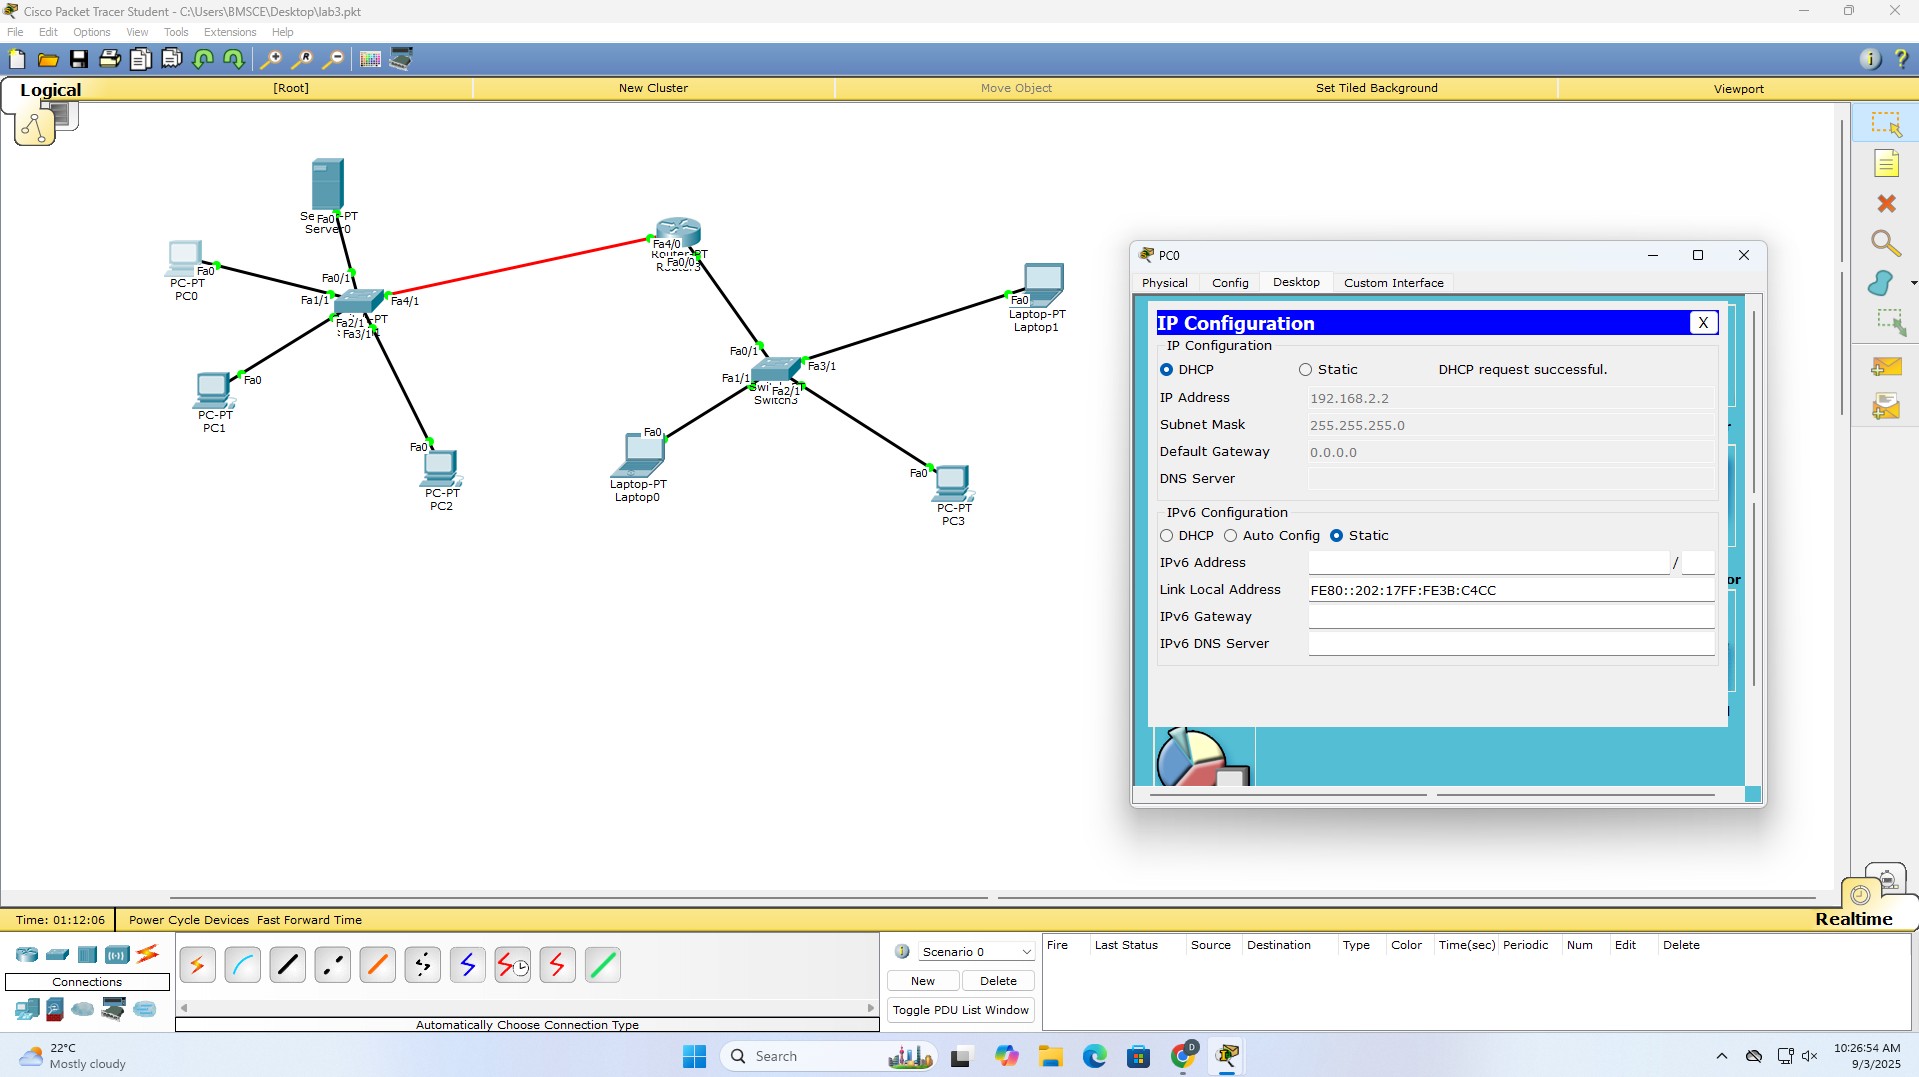 Cisco Packet Tracer Student - C:\Users\BMSCE\Desktop\lab3.pkt
File Edit Options View Tools Extensions Help
Logical [Root] New Cluster Move Object Set Tiled Background Viewport
Fa0
Server0
Fa0
PC-PT
PC0
Fa0/1
Fa1/1
Fa4/1
Fa2/1
Fa3/1
Fa0
PC-PT
PC1
Fa0
PC-PT
PC2
Fa4/0
Fa0/0
Fa0/1
Fa1/1
Fa3/1
Fa2/1
Switch3
Fa0
Laptop-PT
Laptop1
Fa0
Laptop-PT
Laptop0
Fa0
PC-PT
PC3
PC0
Physical Config Desktop Custom Interface
IP Configuration X
IP Configuration
DHCP Static DHCP request successful.
IP Address 192.168.2.2
Subnet Mask 255.255.255.0
Default Gateway 0.0.0.0
DNS Server
IPv6 Configuration
DHCP Auto Config Static
IPv6 Address /
Link Local Address FE80::202:17FF:FE3B:C4CC
IPv6 Gateway
IPv6 DNS Server
Time: 01:12:06 Power Cycle Devices Fast Forward Time Realtime
Connections
Automatically Choose Connection Type
Scenario 0
New Delete
Toggle PDU List Window
Fire Last Status Source Destination Type Color Time(sec) Periodic Num Edit Delete
22°C
Mostly cloudy
Search
10:26:54 AM
9/3/2025